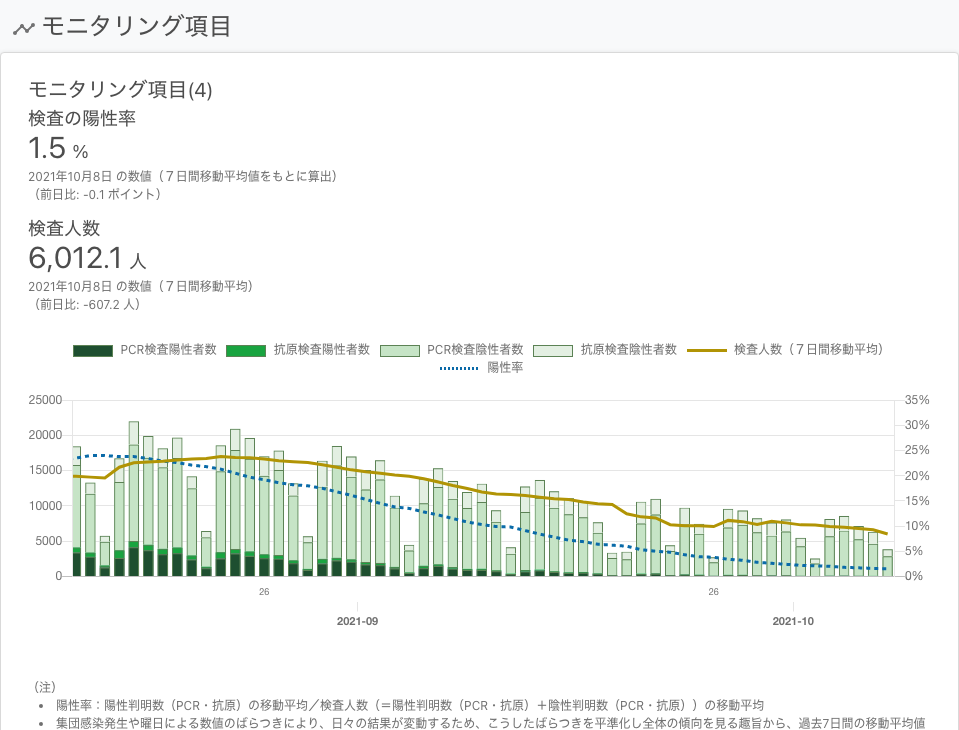 モニタリング項目
モニタリング項目(4)
検査の陽性率
1.5 %
2021年10月8日 の数値（７日間移動平均値をもとに算出）
（前日比: -0.1 ポイント）
検査人数
6,012.1 人
2021年10月8日 の数値（７日間移動平均）
（前日比: -607.2 人）
PCR検査陽性者数 抗原検査陽性者数 PCR検査陰性者数 抗原検査陰性者数 検査人数（７日間移動平均）
陽性率
25000 35%
20000 30%
15000 25%
10000 20%
5000 15%
0 10%
5%
0%
26 26
2021-09 2021-10
（注）
• 陽性率：陽性判明数（PCR・抗原）の移動平均／検査人数（＝陽性判明数（PCR・抗原）＋陰性判明数（PCR・抗原））の移動平均
• 集団感染発生や曜日による数値のばらつきにより、日々の結果が変動するため、こうしたばらつきを平準化し全体の傾向を見る趣旨から、過去7日間の移動平均値